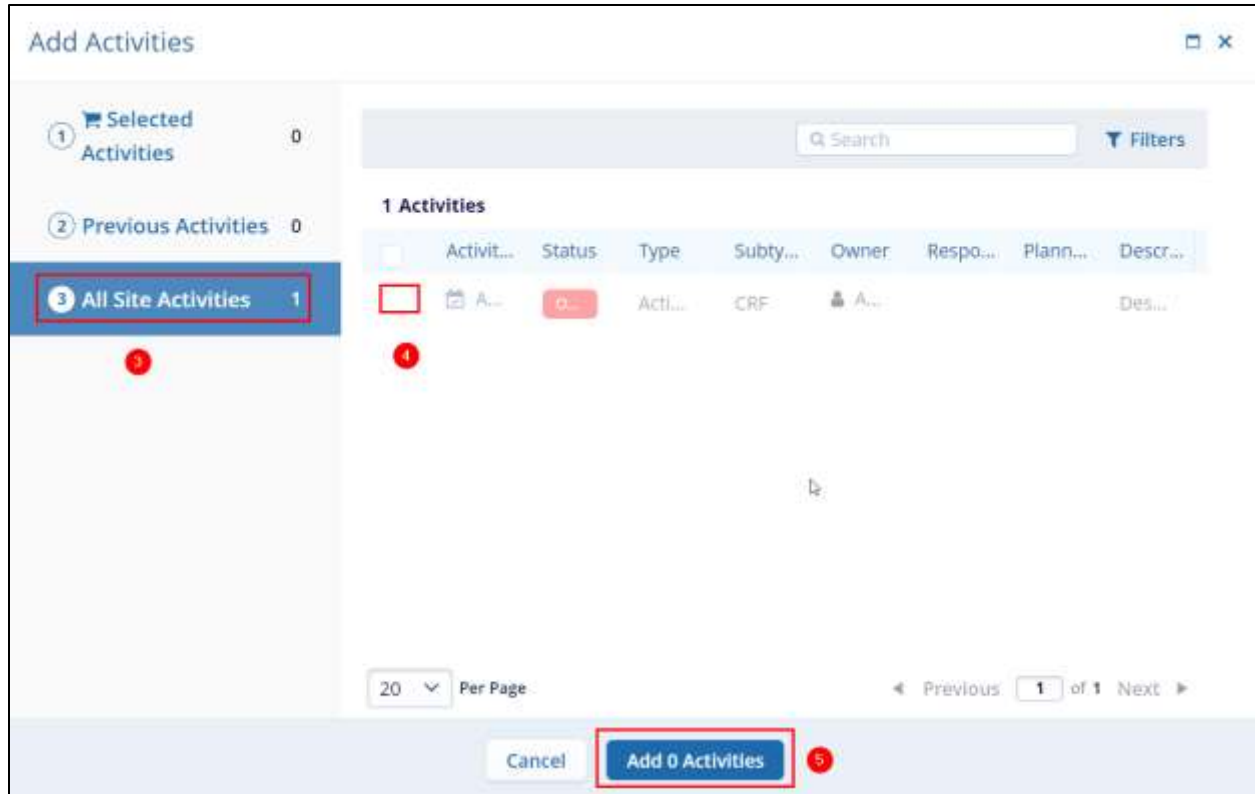 Add Activities
1 Selected Activities 0
2 Previous Activities 0
3 All Site Activities 1
3
Search
Filters
1 Activities
Activit... Status Type Subty... Owner Respo... Plann... Descr...
A... O... Acti... CRF A... Des...
4
20 Per Page
Previous 1 of 1 Next
Cancel
Add 0 Activities
5